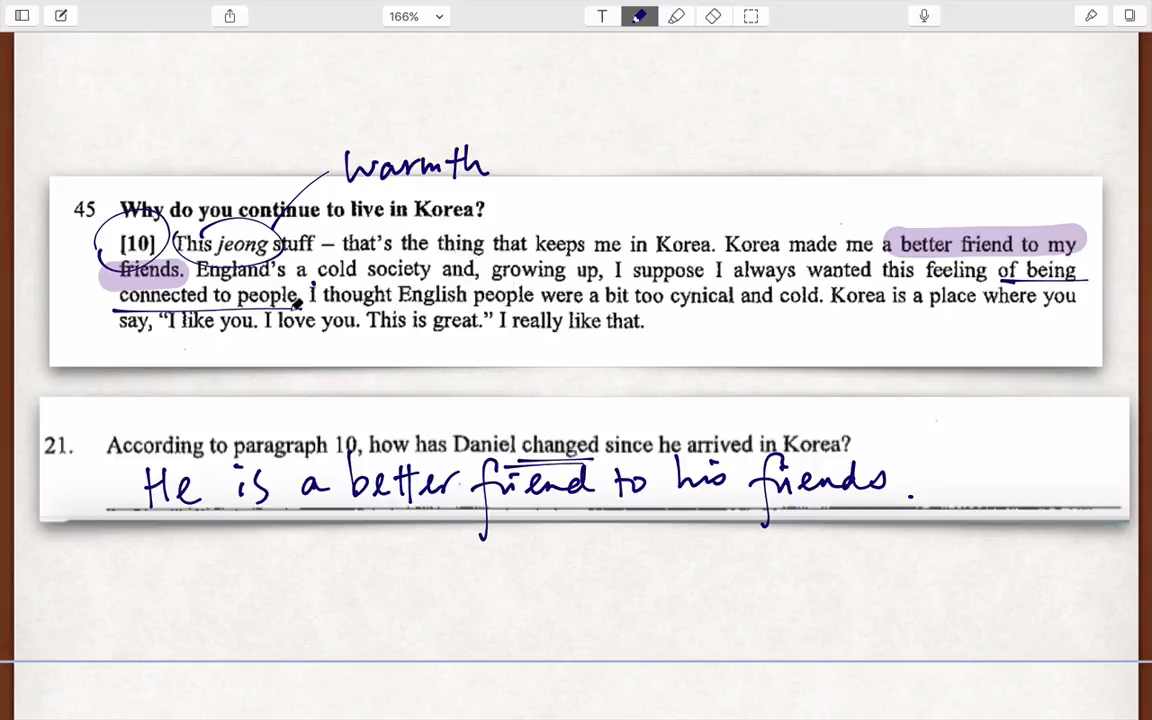 166%
T
warmth
45 Why do you continue to live in Korea?
[10] This jeong stuff – that's the thing that keeps me in Korea. Korea made me a better friend to my
friends. England's a cold society and, growing up, I suppose I always wanted this feeling of being
connected to people. I thought English people were a bit too cynical and cold. Korea is a place where you
say, "I like you. I love you. This is great." I really like that.
21. According to paragraph 10, how has Daniel changed since he arrived in Korea?
He is a better friend to his friends.